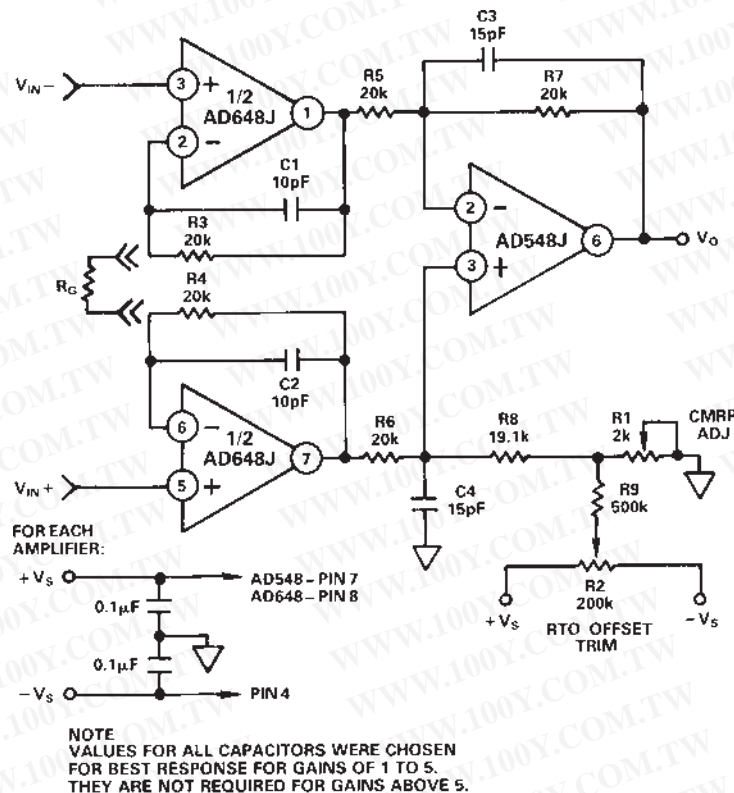 C3
15pF
R5
20k
R7
20k
VIN−
3
+
1/2
AD648J
1
2
−
C1
10pF
R3
20k
2
−
AD548J
6
VO
3
+
RG
R4
20k
C2
10pF
6
−
1/2
AD648J
7
R6
20k
R8
19.1k
R1
2k
CMRR
ADJ
VIN+
5
+
C4
15pF
R9
500k
FOR EACH
AMPLIFIER:
+VS
AD548–PIN 7
AD648–PIN 8
0.1µF
0.1µF
−VS
PIN 4
R2
200k
+VS
−VS
RTO OFFSET
TRIM
NOTE
VALUES FOR ALL CAPACITORS WERE CHOSEN
FOR BEST RESPONSE FOR GAINS OF 1 TO 5.
THEY ARE NOT REQUIRED FOR GAINS ABOVE 5.
WWW.100Y.COM.TW